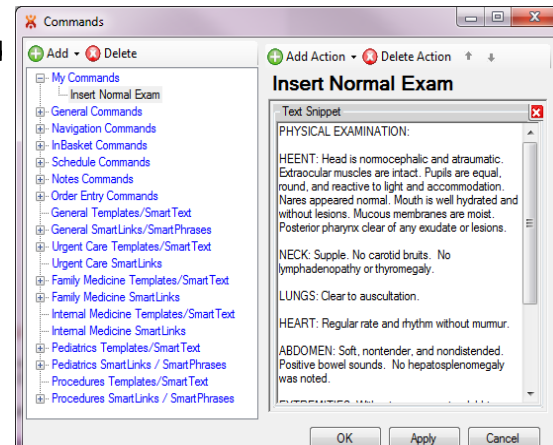 Commands
Add Delete
My Commands
Insert Normal Exam
General Commands
Navigation Commands
InBasket Commands
Schedule Commands
Notes Commands
Order Entry Commands
General Templates/SmartText
General SmartLinks/SmartPhrases
Urgent Care Templates/SmartText
Urgent Care SmartLinks
Family Medicine Templates/SmartText
Family Medicine SmartLinks
Internal Medicine Templates/SmartText
Internal Medicine SmartLinks
Pediatrics Templates/SmartText
Pediatrics SmartLinks / SmartPhrases
Procedures Templates/SmartText
Procedures SmartLinks / SmartPhrases
Add Action Delete Action
Insert Normal Exam
Text Snippet
PHYSICAL EXAMINATION:
HEENT: Head is nomocephalic and atraumatic.
Extraocular muscles are intact. Pupils are equal,
round, and reactive to light and accommodation.
Nares appeared normal. Mouth is well hydrated and
without lesions. Mucous membranes are moist.
Posterior pharynx clear of any exudate or lesions.
NECK: Supple. No carotid bruits. No
lymphadenopathy or thyromegaly.
LUNGS: Clear to auscultation.
HEART: Regular rate and rhythm without murmur.
ABDOMEN: Soft, nontender, and nondistended.
Positive bowel sounds. No hepatosplenomegaly
was noted.
OK Apply Cancel